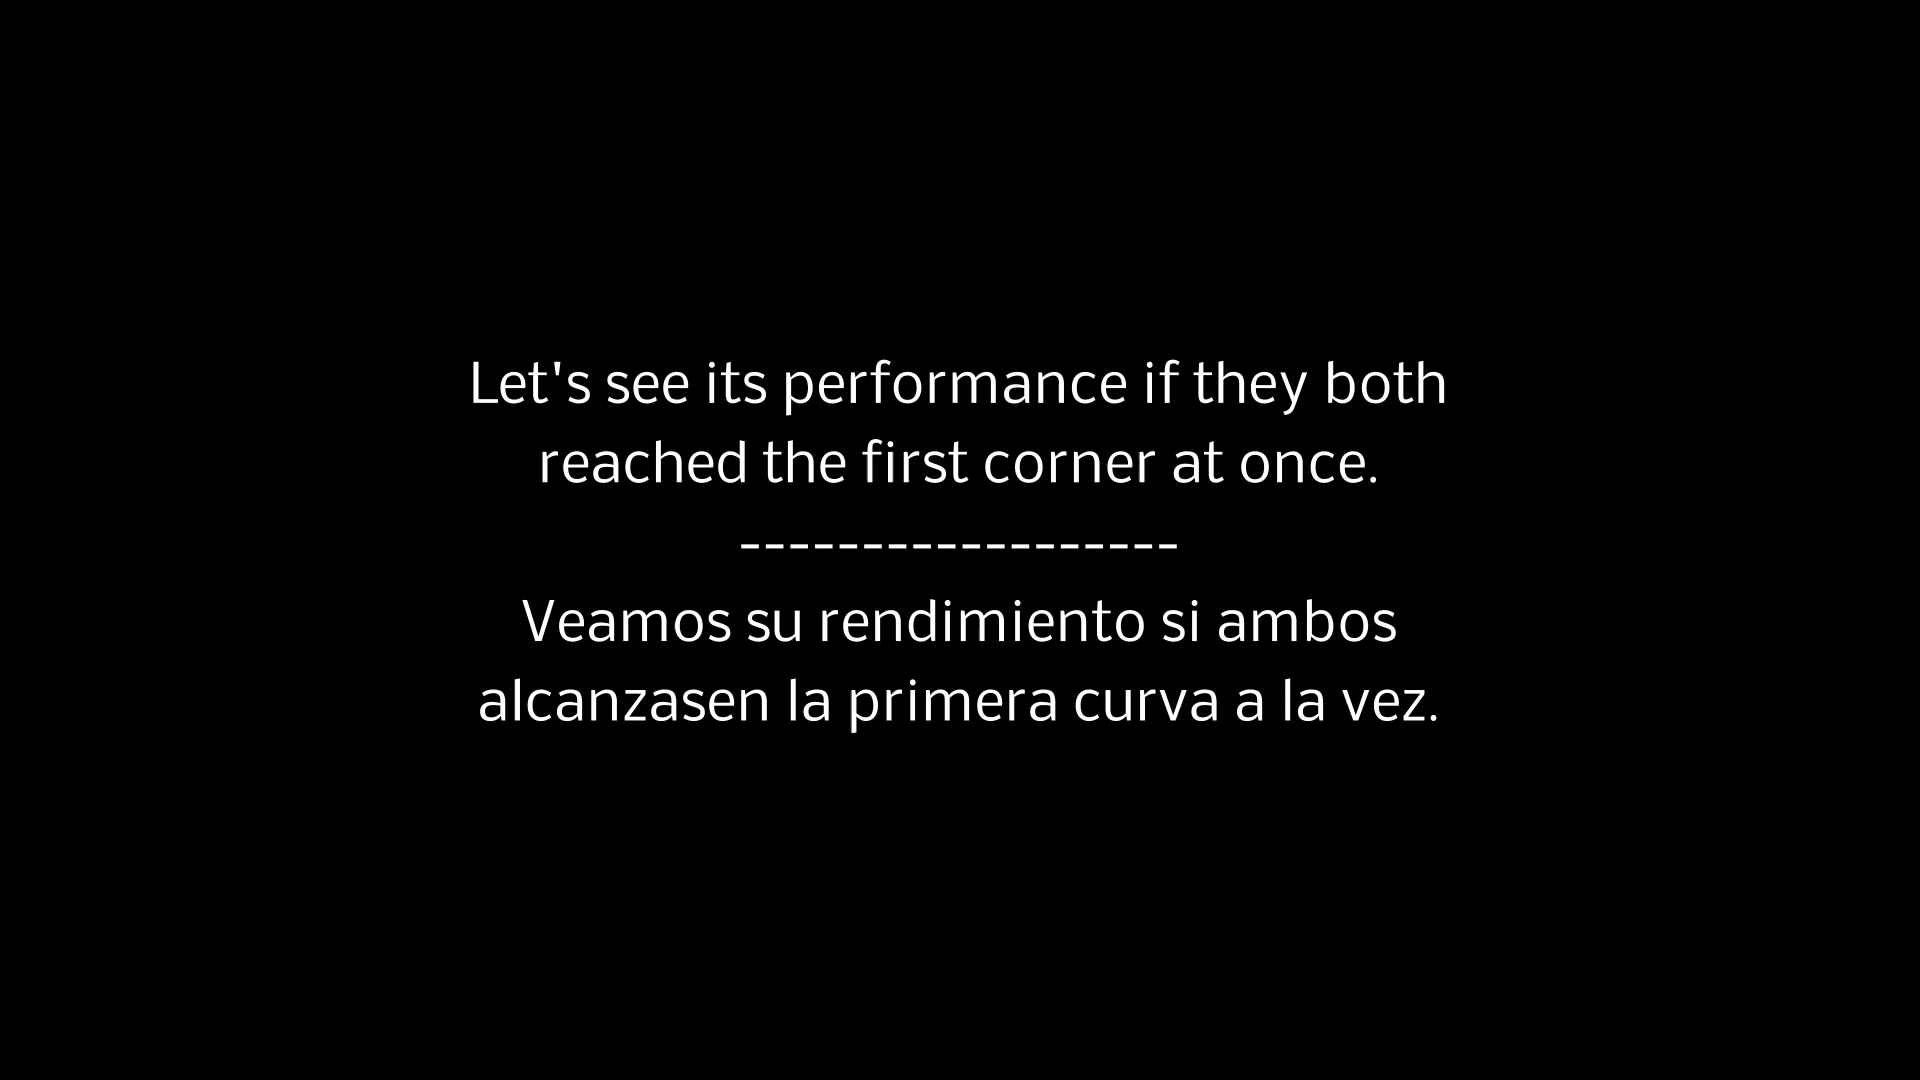 Let's see its performance if they both
reached the first corner at once.
------------------
Veamos su rendimiento si ambos
alcanzasen la primera curva a la vez.